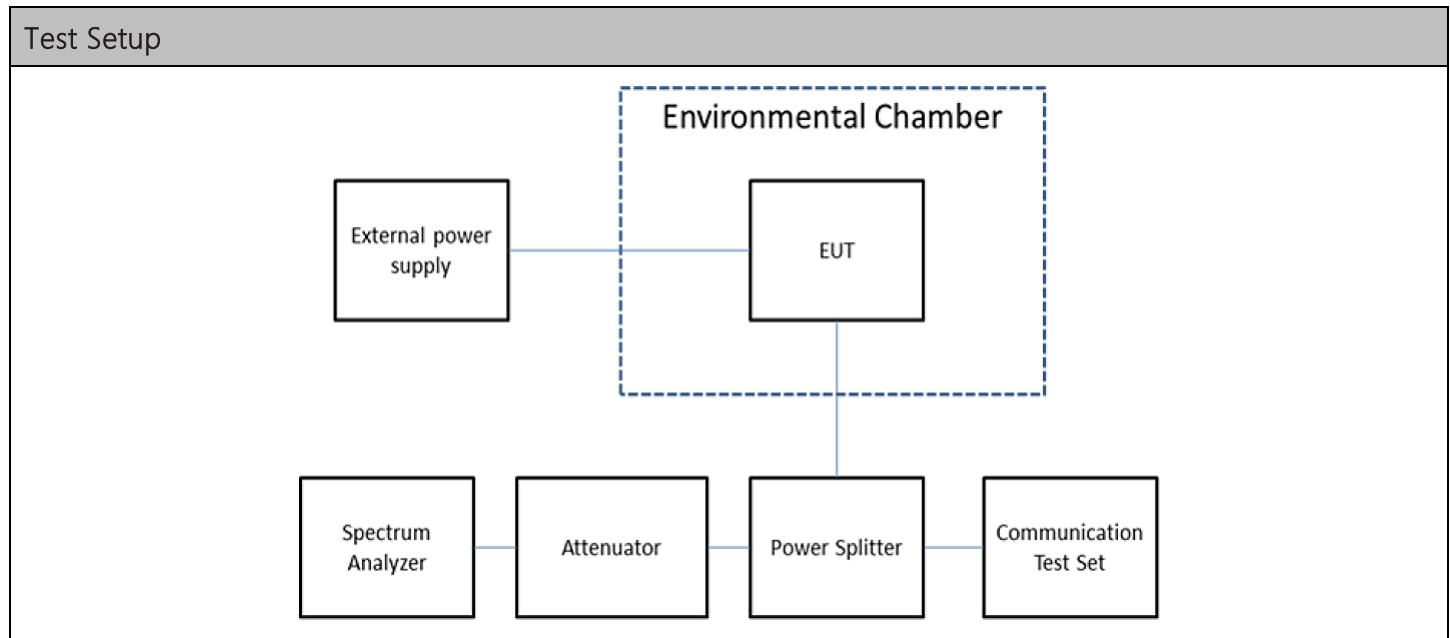 Test Setup
Environmental Chamber
External power
supply
EUT
Spectrum
Analyzer
Attenuator
Power Splitter
Communication
Test Set